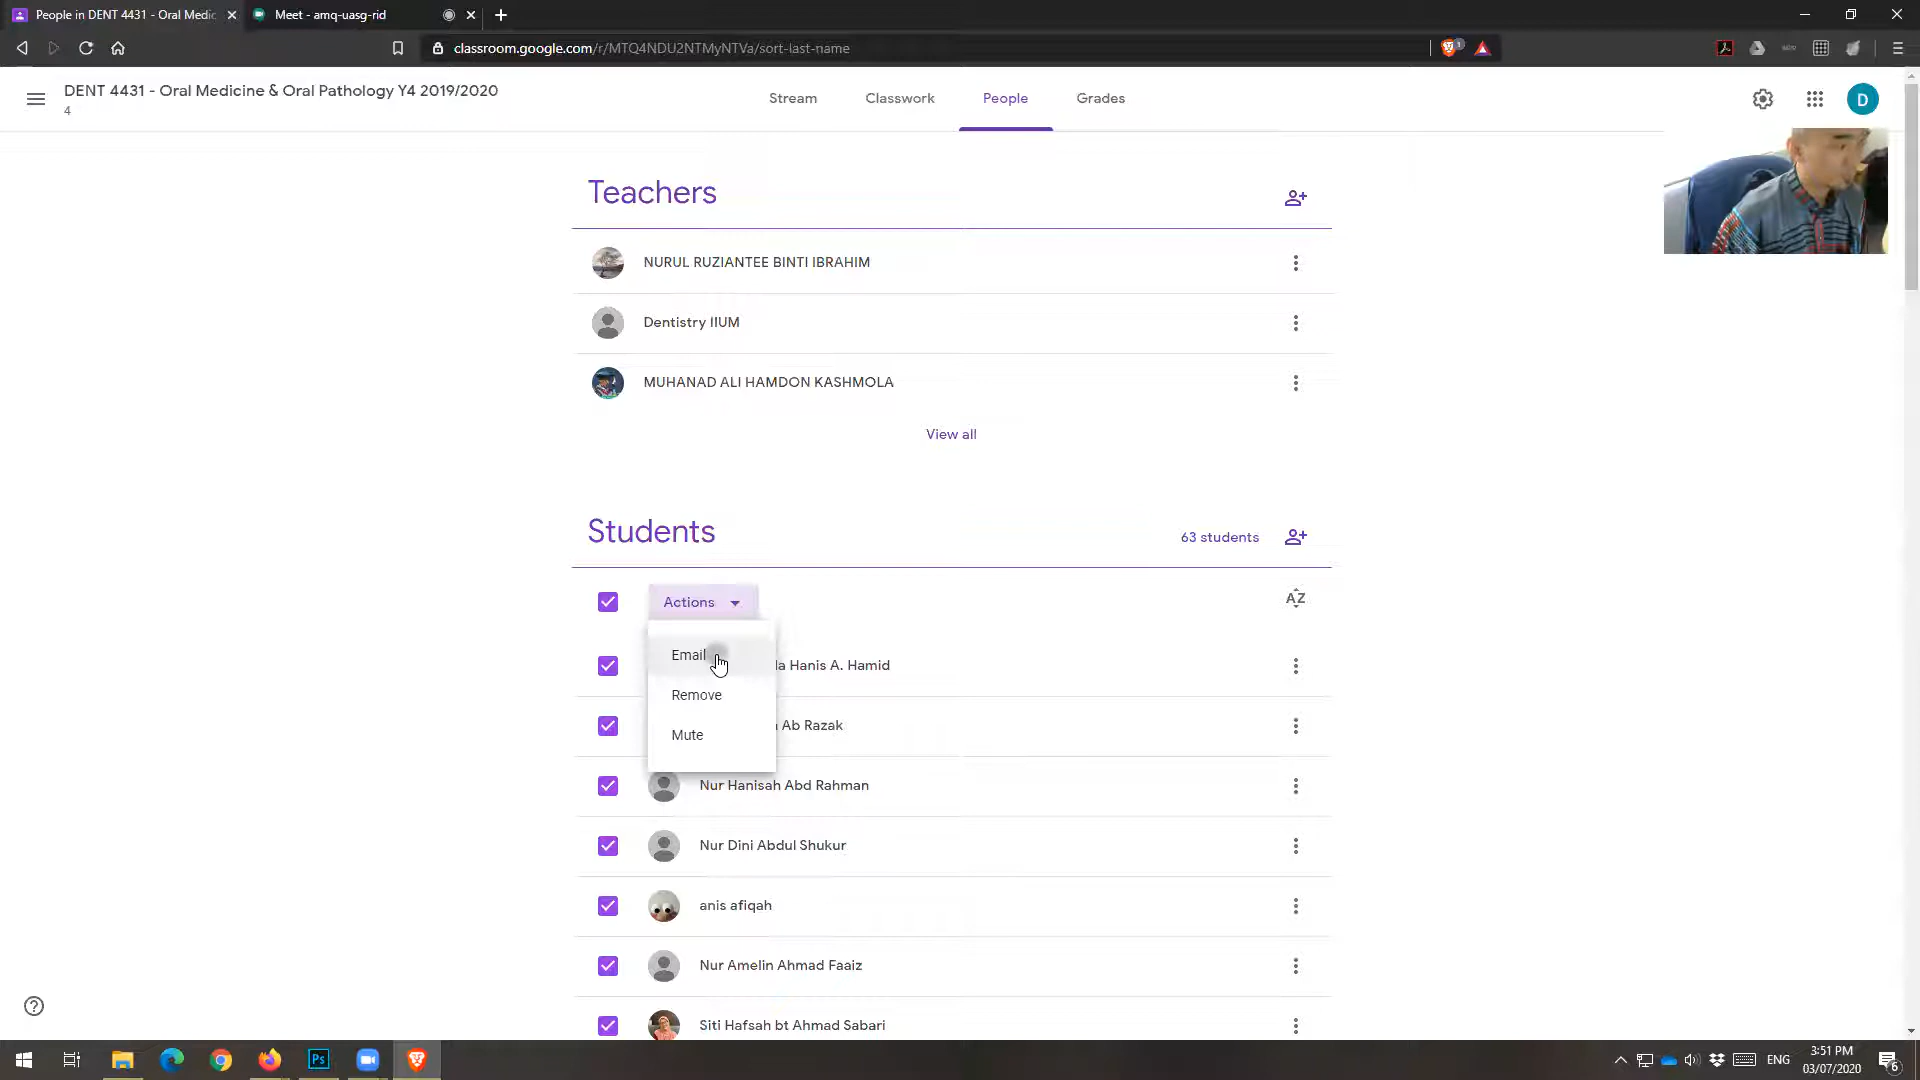 People in DENT 4431 - Oral Medic
Meet - amq-uasg-rid
classroom.google.com/r/MTQ4NDU2NTMyNTVa/sort-last-name
1
DENT 4431 - Oral Medicine & Oral Pathology Y4 2019/2020
4
Stream
Classwork
People
Grades
D
Teachers
NURUL RUZIANTEE BINTI IBRAHIM
Dentistry IIUM
MUHANAD ALI HAMDON KASHMOLA
View all
Students
63 students
Actions
AZ
Email
la Hanis A. Hamid
Remove
Ab Razak
Mute
Nur Hanisah Abd Rahman
Nur Dini Abdul Shukur
anis afiqah
Nur Amelin Ahmad Faaiz
Siti Hafsah bt Ahmad Sabari
Ps
ENG
3:51 PM
03/07/2020
6